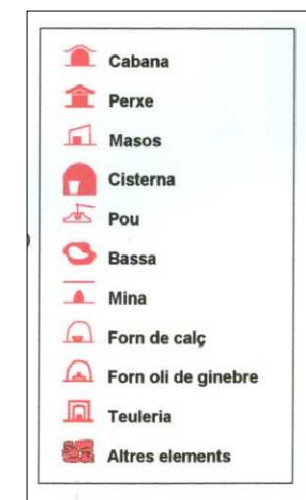 Cabana
Perxe
Masos
Cisterna
Pou
Bassa
Mina
Forn de calç
Forn oli de ginebre
Teuleria
Altres elements